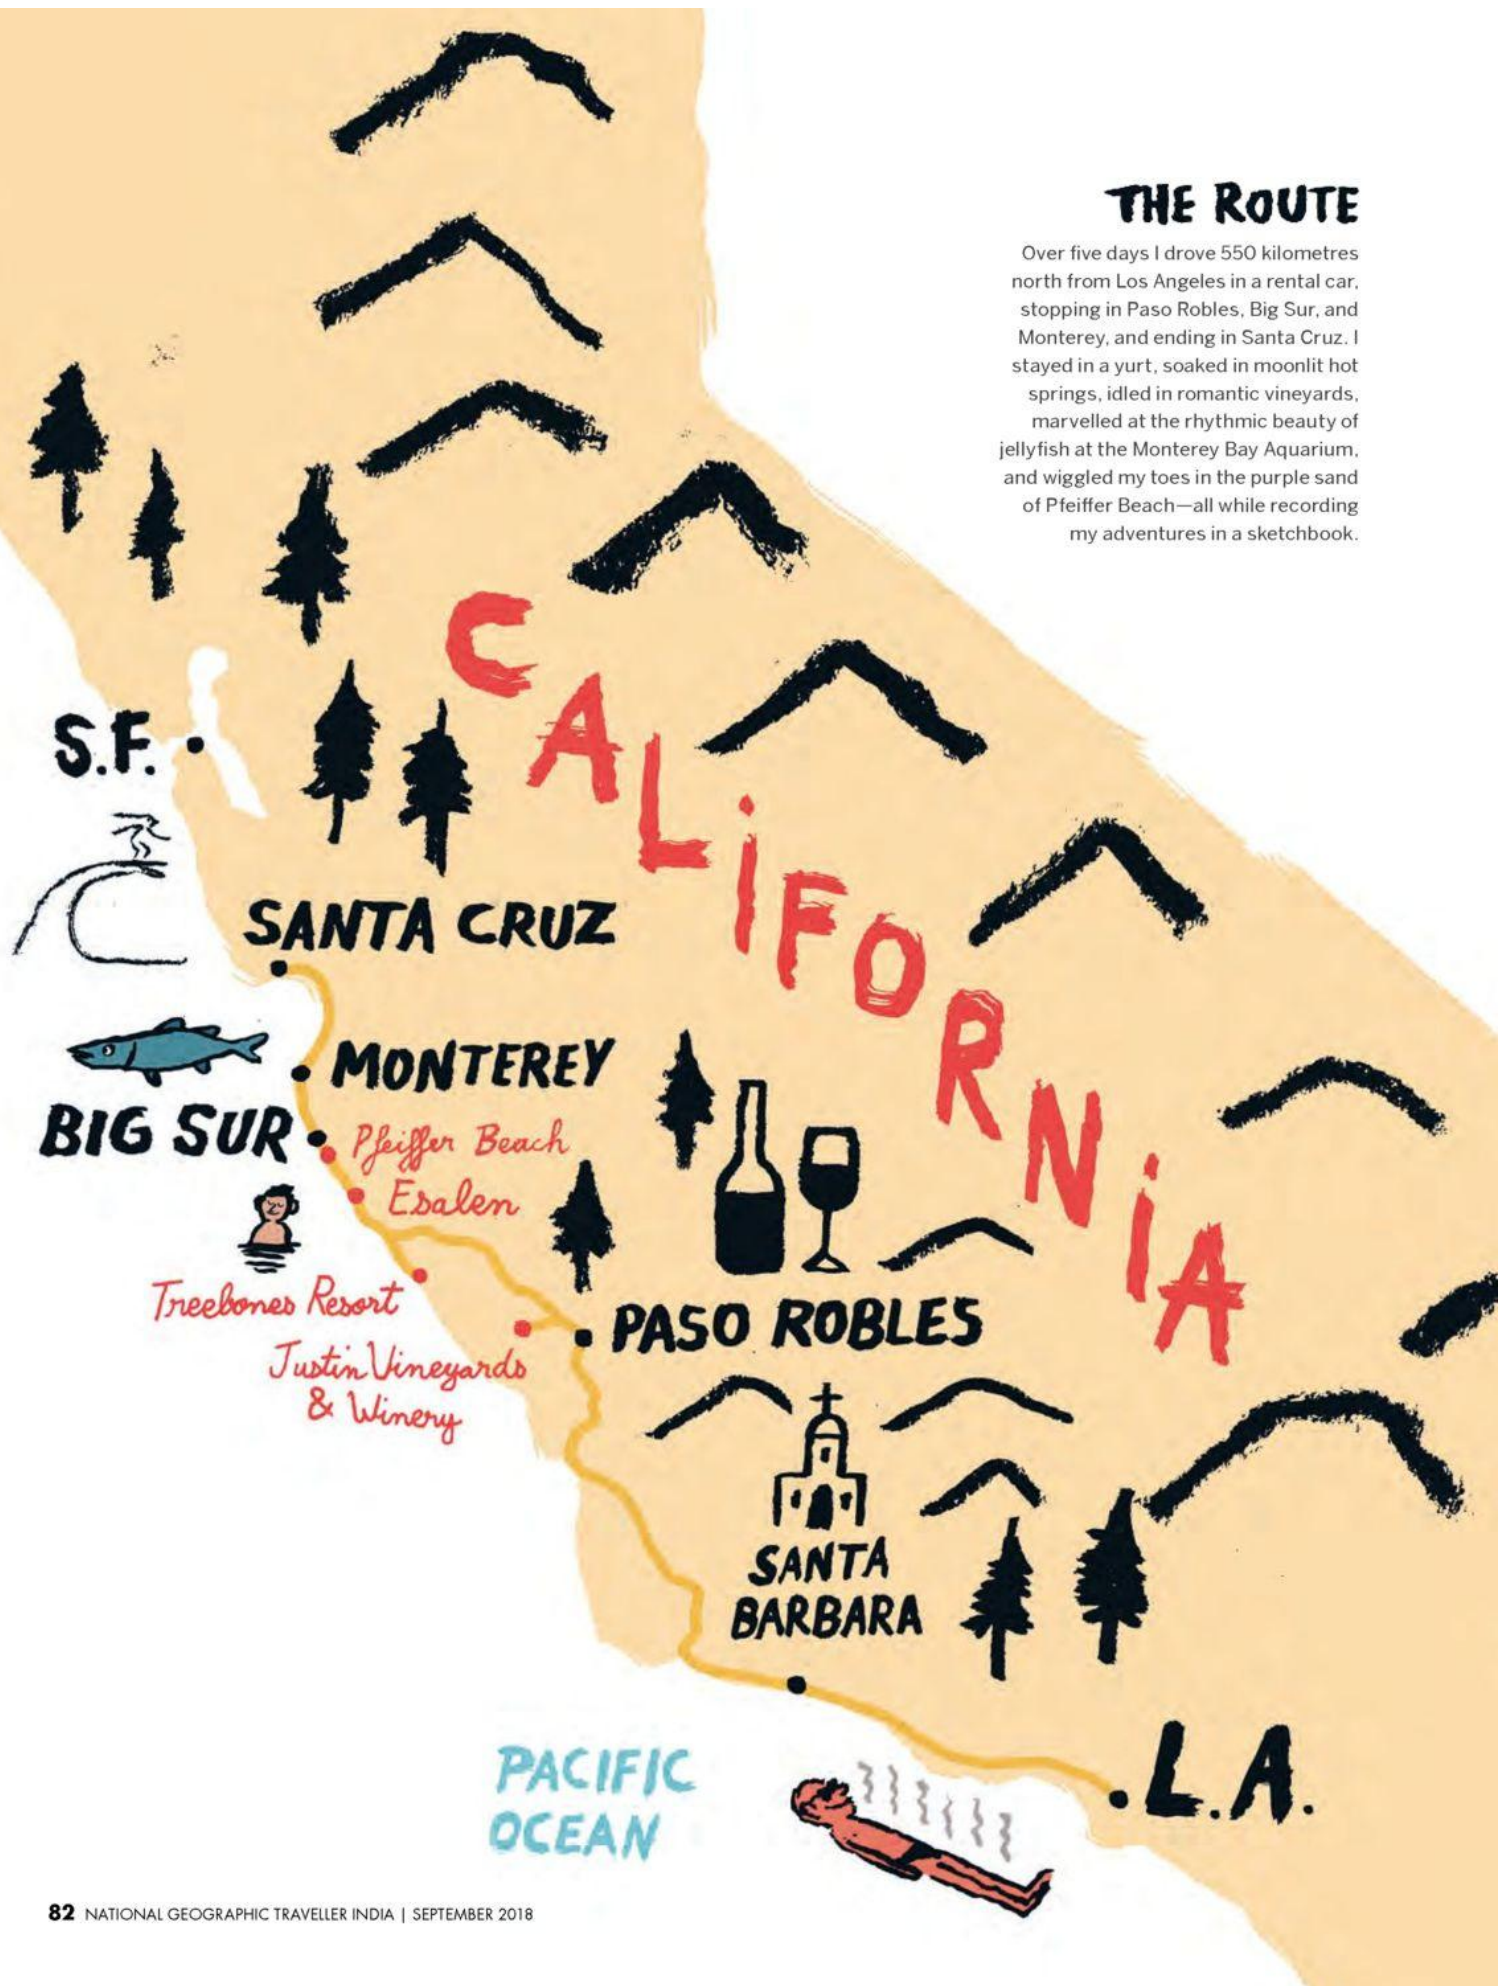 THE ROUTE
Over five days I drove 550 kilometres
north from Los Angeles in a rental car,
stopping in Paso Robles, Big Sur, and
Monterey, and ending in Santa Cruz. I
stayed in a yurt, soaked in moonlit hot
springs, idled in romantic vineyards,
marvelled at the rhythmic beauty of
jellyfish at the Monterey Bay Aquarium,
and wiggled my toes in the purple sand
of Pfeiffer Beach—all while recording
my adventures in a sketchbook.
CALiFORNiA
S.F.
SANTA CRUZ
MONTEREY
BIG SUR
Pfeiffer Beach
Esalen
Treebones Resort
Justin Vineyards
& Winery
PASO ROBLES
SANTA
BARBARA
L.A.
PACIFIC
OCEAN
82 NATIONAL GEOGRAPHIC TRAVELLER INDIA | SEPTEMBER 2018